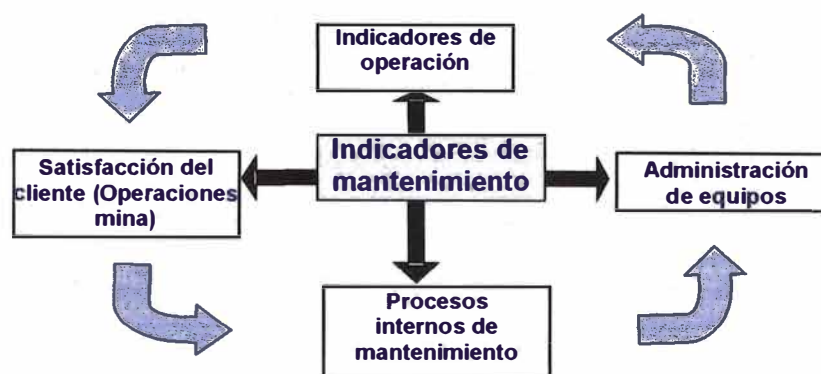 Indicadores de
operación
Satisfacción del
cliente (Operaciones
mina)
Indicadores de
mantenimiento
Administración
de equipos
Procesos
internos de
mantenimiento